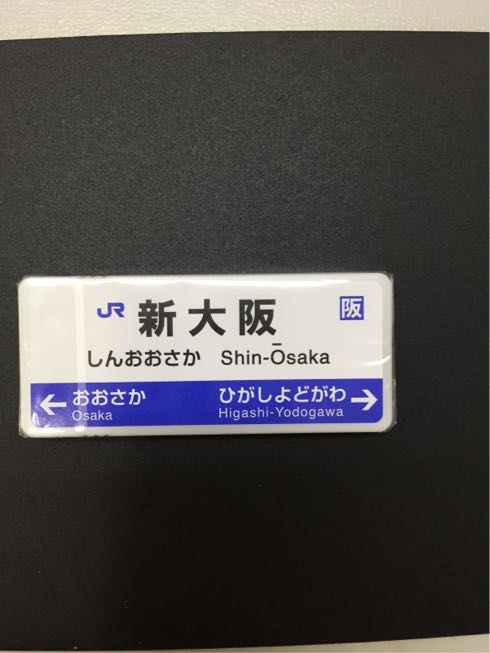 JR 新大阪 阪
しんおおさか Shin-Ōsaka
← おおさか ひがしよどがわ →
Osaka Higashi-Yodogawa